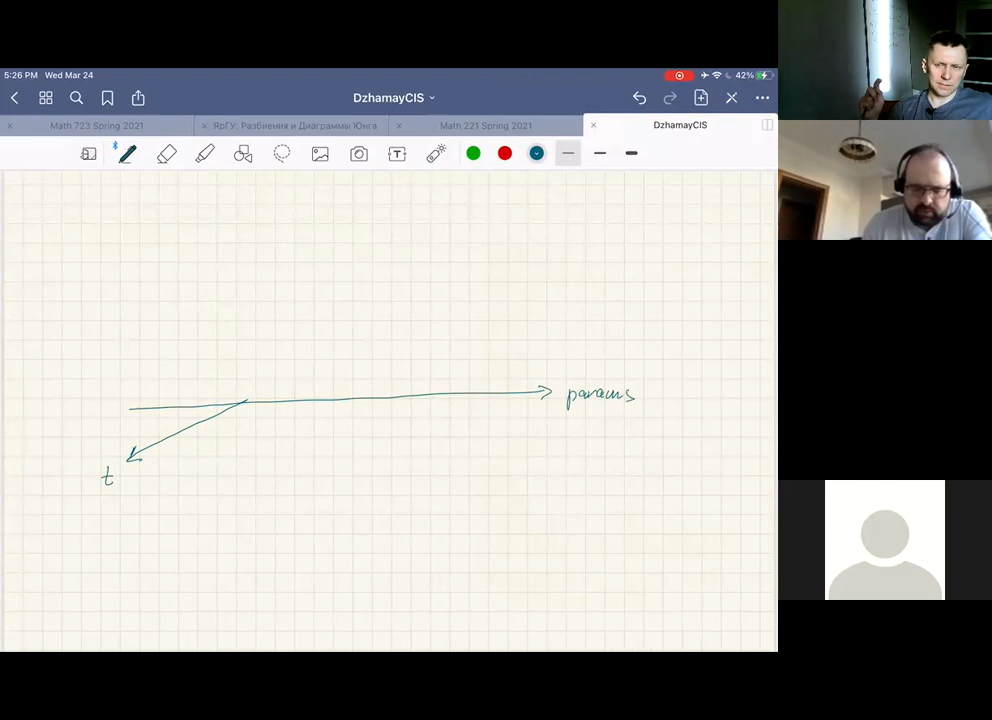 5:26 PM Wed Mar 24
42%
DzhamayCIS
Math 723 Spring 2021
ЯрГУ: Разбиения и Диаграммы Юнга
Math 221 Spring 2021
DzhamayCIS
T
params
t